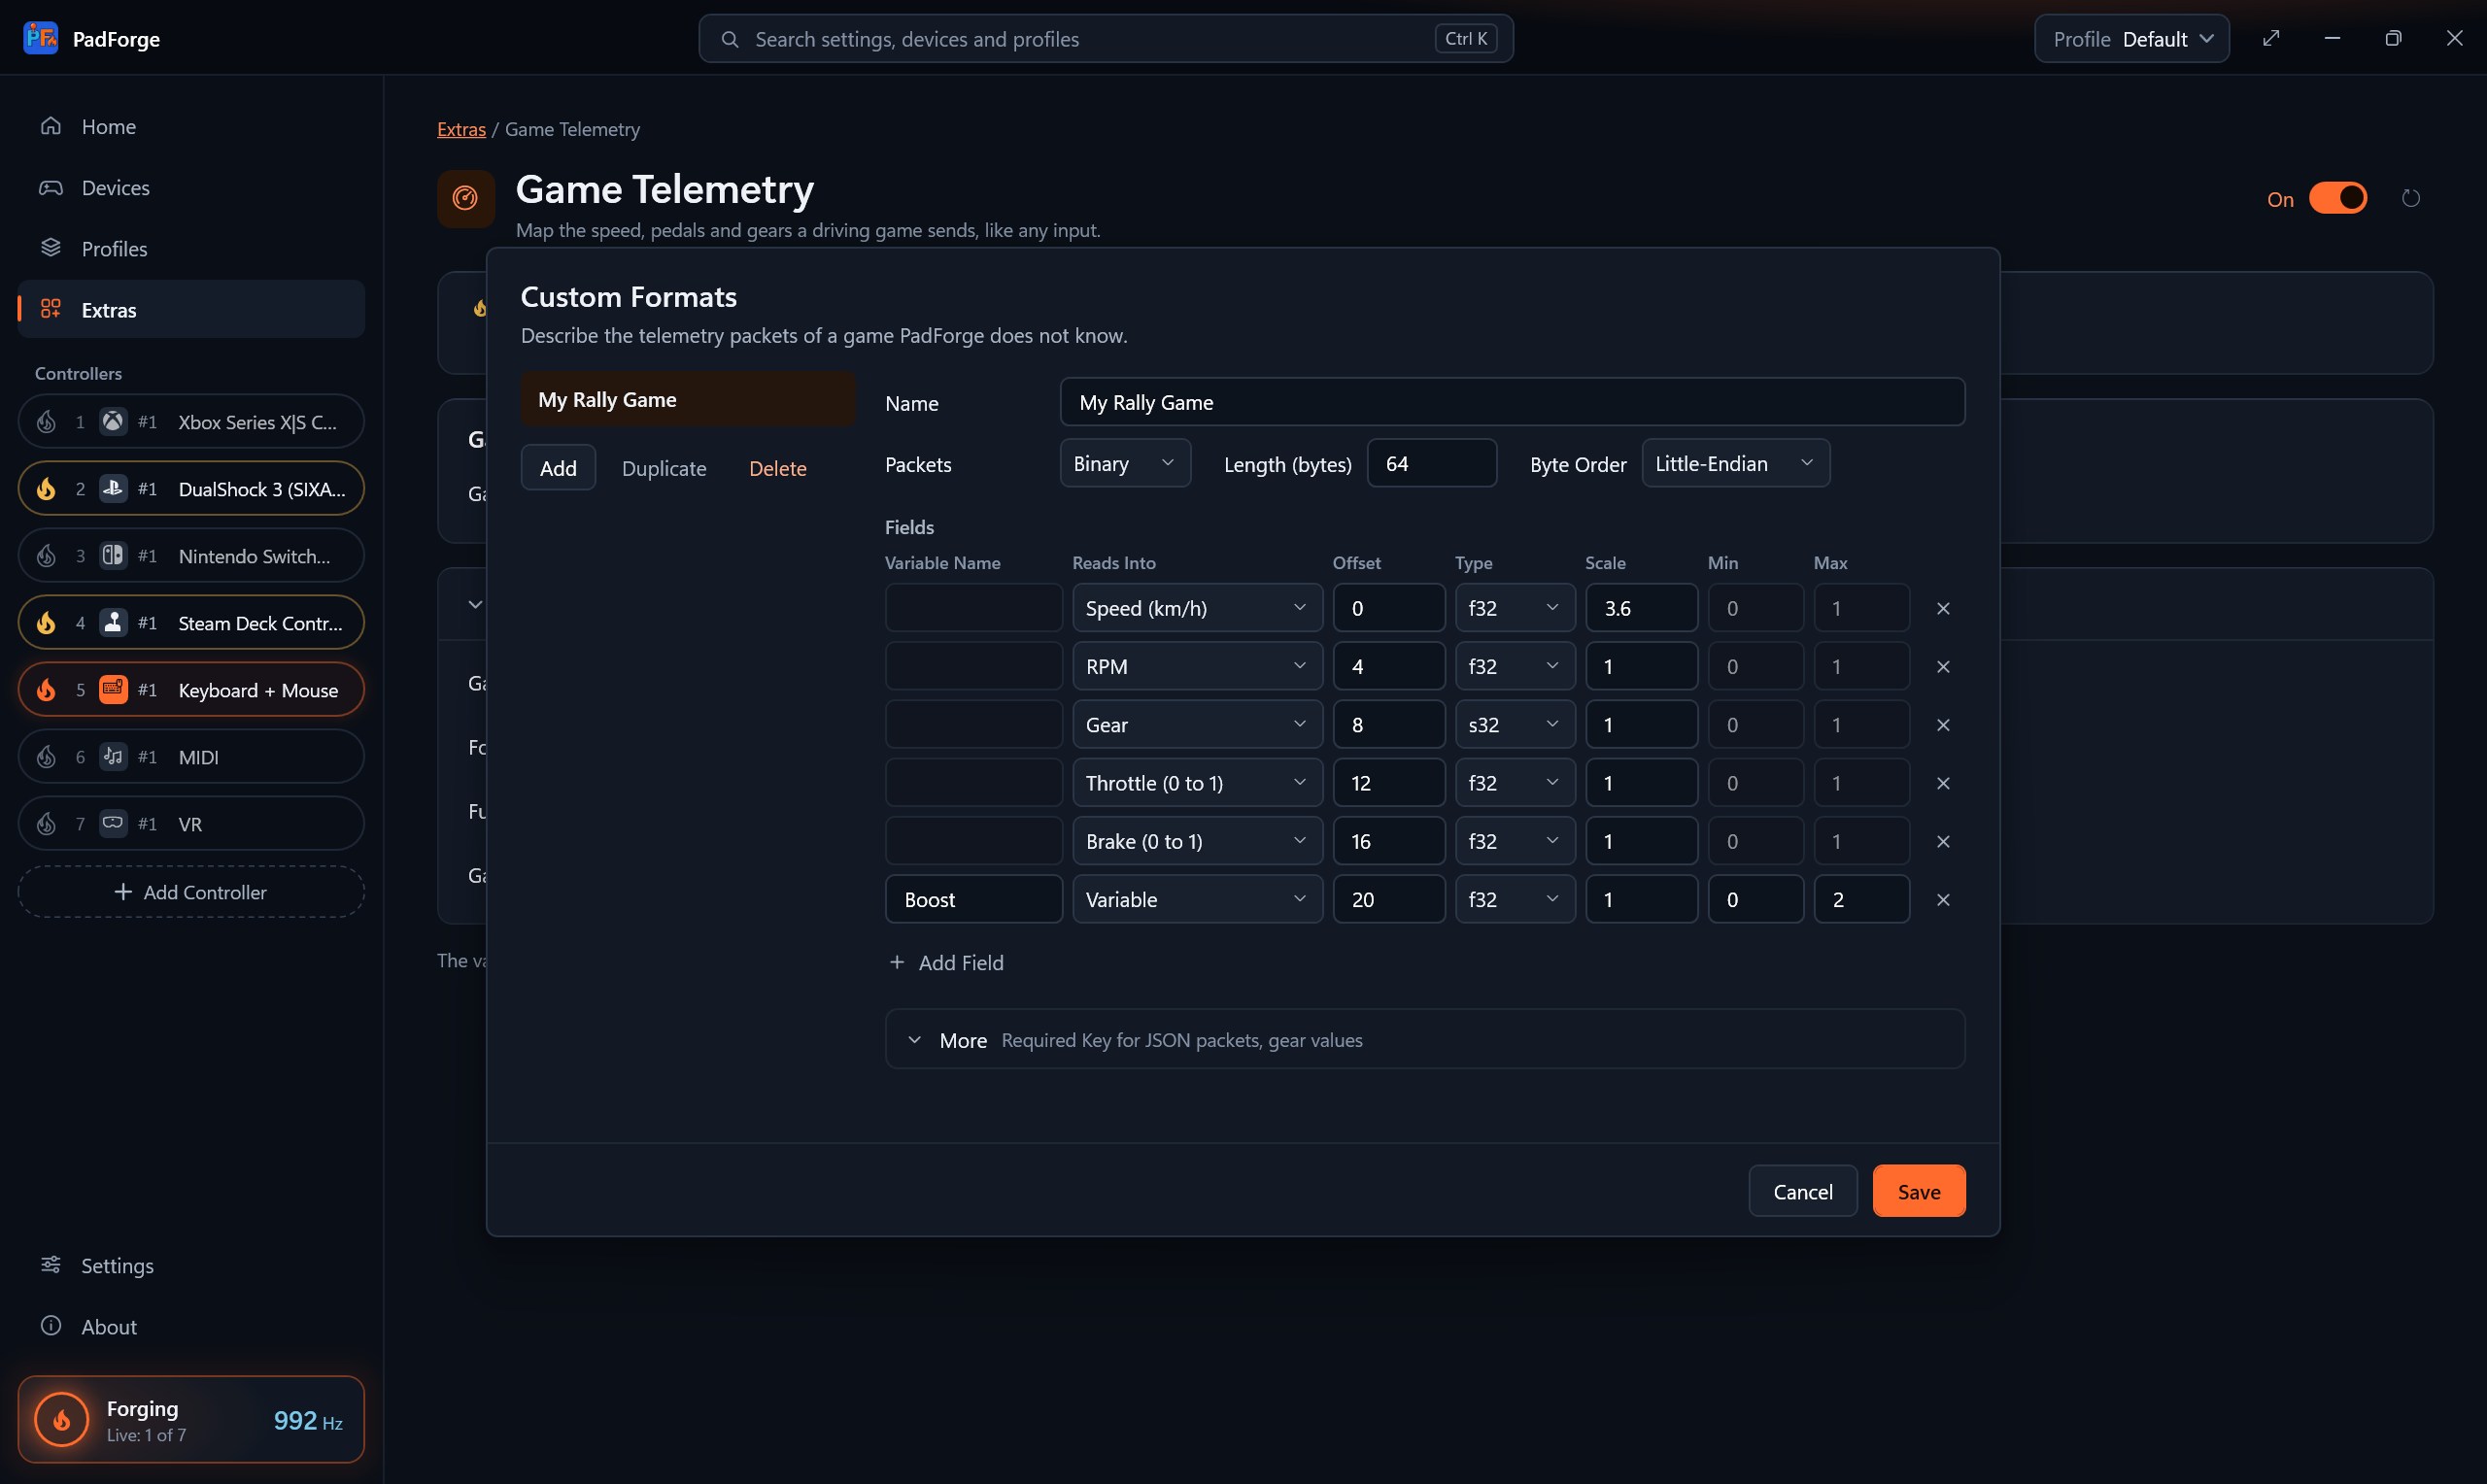 PadForge
Search settings, devices and profiles
Ctrl K
Profile Default
Home
Devices
Profiles
Extras
Controllers
1 #1 Xbox Series X|S C...
2 #1 DualShock 3 (SIXA...
3 #1 Nintendo Switch...
4 #1 Steam Deck Contr...
5 #1 Keyboard + Mouse
6 #1 MIDI
7 #1 VR
Add Controller
Settings
About
Forging
Live: 1 of 7
992 Hz
Extras / Game Telemetry
Game Telemetry
Map the speed, pedals and gears a driving game sends, like any input.
On
The
Custom Formats
Describe the telemetry packets of a game PadForge does not know.
My Rally Game
Add Duplicate Delete
Name My Rally Game
Packets Binary Length (bytes) 64 Byte Order Little-Endian
Fields
Variable Name Reads Into Offset Type Scale Min Max
Speed (km/h) 0 f32 3.6 0 1
RPM 4 f32 1 0 1
Gear 8 s32 1 0 1
Throttle (0 to 1) 12 f32 1 0 1
Brake (0 to 1) 16 f32 1 0 1
Boost Variable 20 f32 1 0 2
Add Field
More Required Key for JSON packets, gear values
Cancel
Save